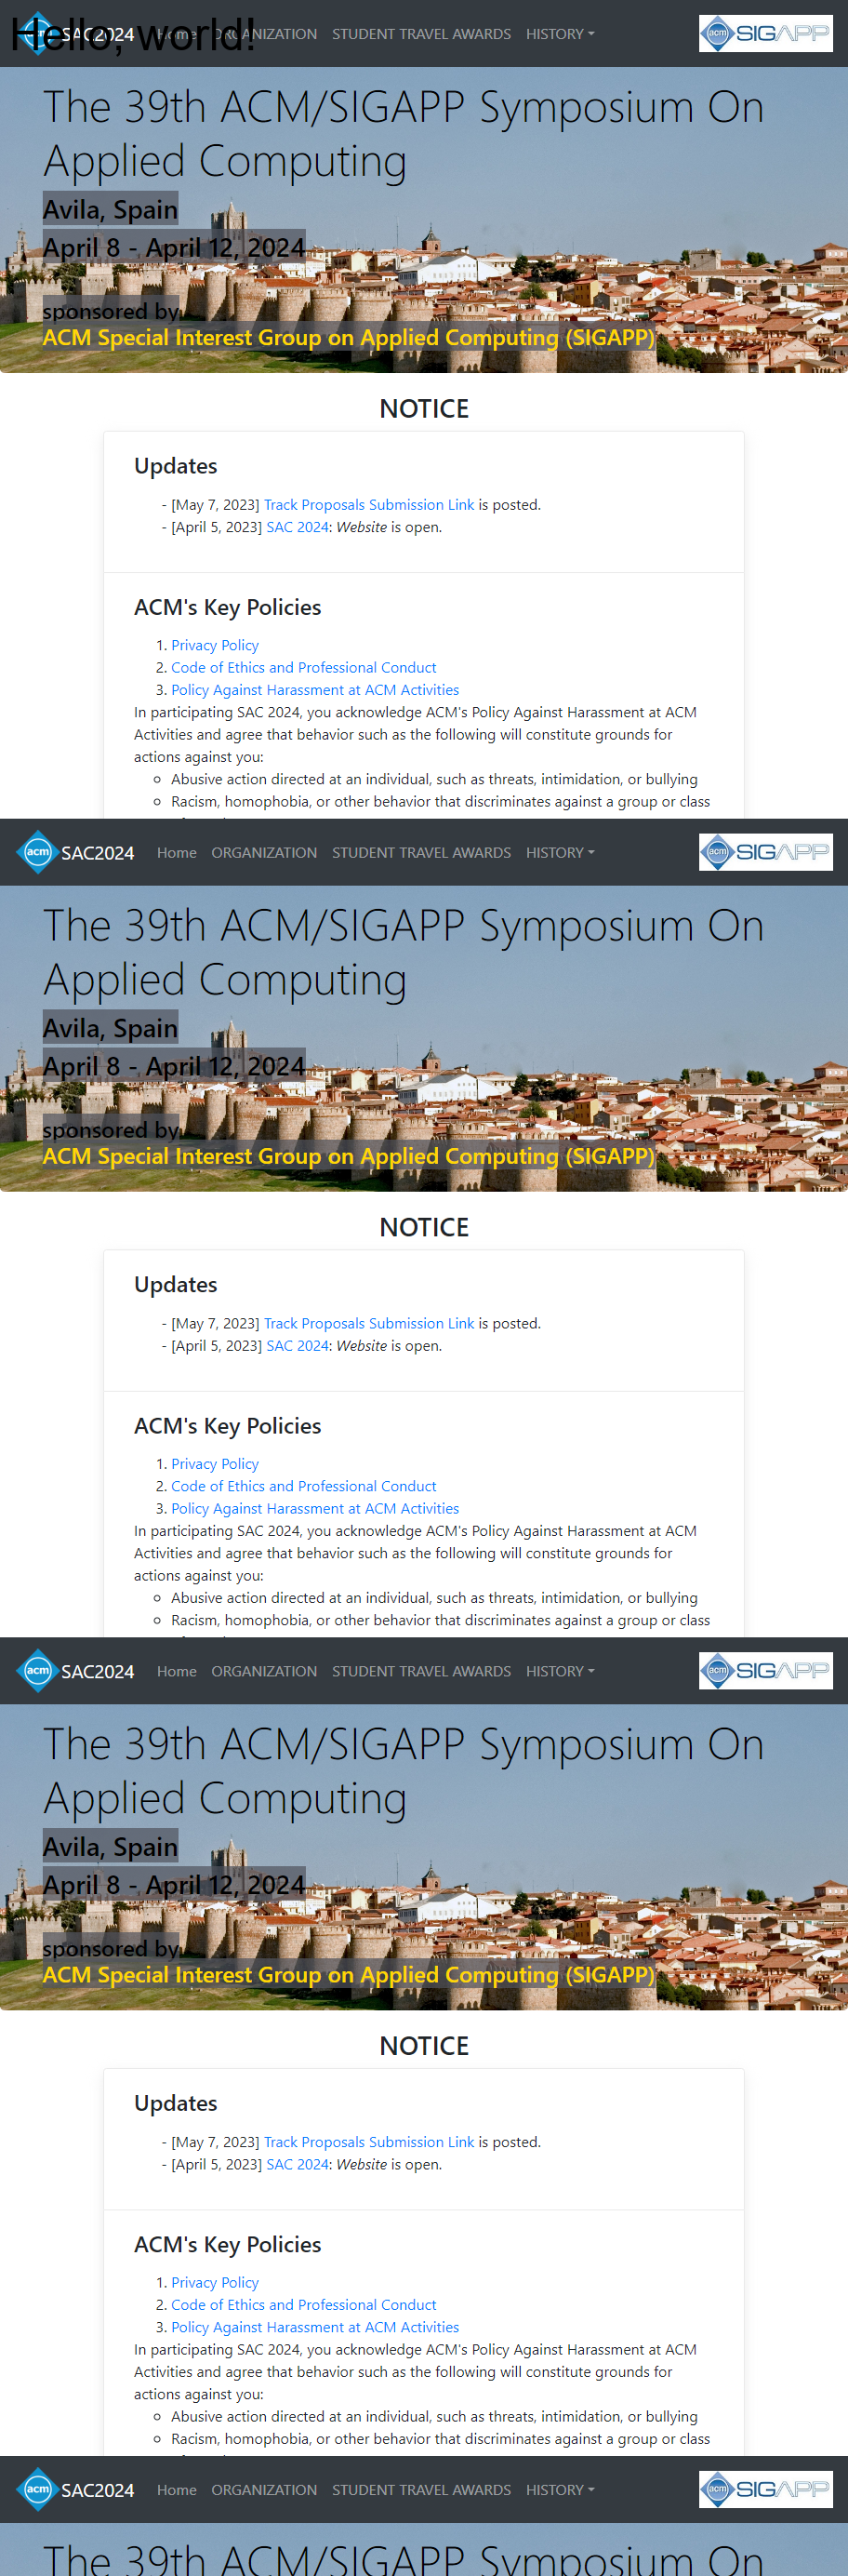 Hello, world!
acm SAC2024 Home ORGANIZATION STUDENT TRAVEL AWARDS HISTORY acm SIGAPP
The 39th ACM/SIGAPP Symposium On
Applied Computing
Avila, Spain
April 8 - April 12, 2024
sponsored by
ACM Special Interest Group on Applied Computing (SIGAPP)
NOTICE
Updates
- [May 7, 2023] Track Proposals Submission Link is posted.
- [April 5, 2023] SAC 2024: Website is open.
ACM's Key Policies
1. Privacy Policy
2. Code of Ethics and Professional Conduct
3. Policy Against Harassment at ACM Activities
In participating SAC 2024, you acknowledge ACM's Policy Against Harassment at ACM
Activities and agree that behavior such as the following will constitute grounds for
actions against you:
Abusive action directed at an individual, such as threats, intimidation, or bullying
Racism, homophobia, or other behavior that discriminates against a group or class
acm SAC2024 Home ORGANIZATION STUDENT TRAVEL AWARDS HISTORY acm SIGAPP
The 39th ACM/SIGAPP Symposium On
Applied Computing
Avila, Spain
April 8 - April 12, 2024
sponsored by
ACM Special Interest Group on Applied Computing (SIGAPP)
NOTICE
Updates
- [May 7, 2023] Track Proposals Submission Link is posted.
- [April 5, 2023] SAC 2024: Website is open.
ACM's Key Policies
1. Privacy Policy
2. Code of Ethics and Professional Conduct
3. Policy Against Harassment at ACM Activities
In participating SAC 2024, you acknowledge ACM's Policy Against Harassment at ACM
Activities and agree that behavior such as the following will constitute grounds for
actions against you:
Abusive action directed at an individual, such as threats, intimidation, or bullying
Racism, homophobia, or other behavior that discriminates against a group or class
acm SAC2024 Home ORGANIZATION STUDENT TRAVEL AWARDS HISTORY acm SIGAPP
The 39th ACM/SIGAPP Symposium On
Applied Computing
Avila, Spain
April 8 - April 12, 2024
sponsored by
ACM Special Interest Group on Applied Computing (SIGAPP)
NOTICE
Updates
- [May 7, 2023] Track Proposals Submission Link is posted.
- [April 5, 2023] SAC 2024: Website is open.
ACM's Key Policies
1. Privacy Policy
2. Code of Ethics and Professional Conduct
3. Policy Against Harassment at ACM Activities
In participating SAC 2024, you acknowledge ACM's Policy Against Harassment at ACM
Activities and agree that behavior such as the following will constitute grounds for
actions against you:
Abusive action directed at an individual, such as threats, intimidation, or bullying
Racism, homophobia, or other behavior that discriminates against a group or class
acm SAC2024 Home ORGANIZATION STUDENT TRAVEL AWARDS HISTORY acm SIGAPP
The 39th ACM/SIGAPP Symposium On